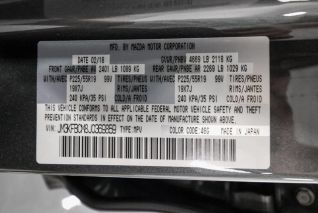 MFD. BY MAZDA MOTOR CORPORATION
DATE 02/18 GVWR/PNBV 4669 LB 2118 KG
FRONT GAWR/PNBE AV 2401 LB 1089 KG REAR GAWR/PNBE AR 2269 LB 1029 KG
WITH/AVEC P225/55R19 99V WITH/AVEC P225/55R19 99V
RIMS/JANTES 19X7J RIMS/JANTES 19X7J
240 KPA/35 PSI 240 KPA/35 PSI
COLD/A FROID COLD/A FROID
THIS VEHICLE CONFORMS TO ALL APPLICABLE FEDERAL MOTOR
VEHICLE SAFETY, BUMPER, AND THEFT PREVENTION STANDARDS
IN EFFECT ON THE DATE OF MANUFACTURE SHOWN ABOVE.
VIN: TYPE: MPV COLOR CODE 46G MADE IN JAPAN